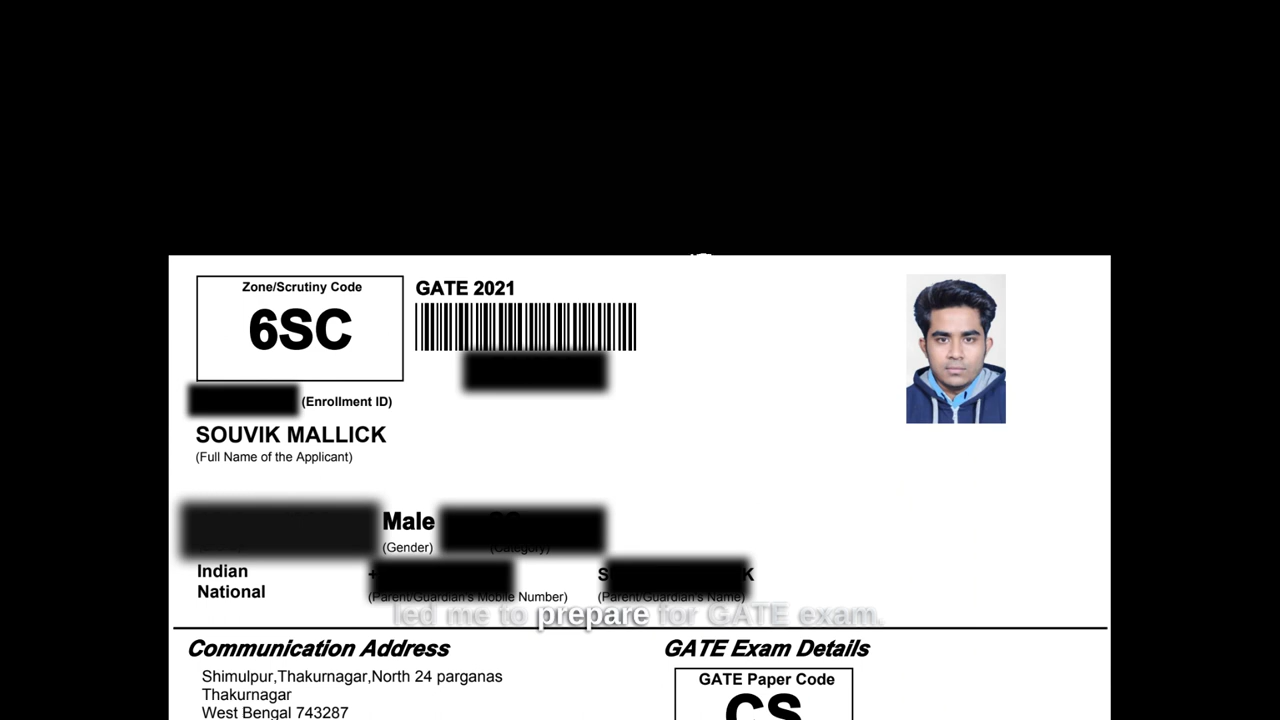 Zone/Scrutiny Code
6SC
GATE 2021
(Enrollment ID)
SOUVIK MALLICK
(Full Name of the Applicant)
Male
(Gender)
(Category)
Indian
National
(Parent/Guardian's Mobile Number)
(Parent/Guardian's Name)
led me to prepare for GATE exam.
Communication Address
GATE Exam Details
Shimulpur,Thakurnagar,North 24 parganas
Thakurnagar
West Bengal 743287
GATE Paper Code
CS